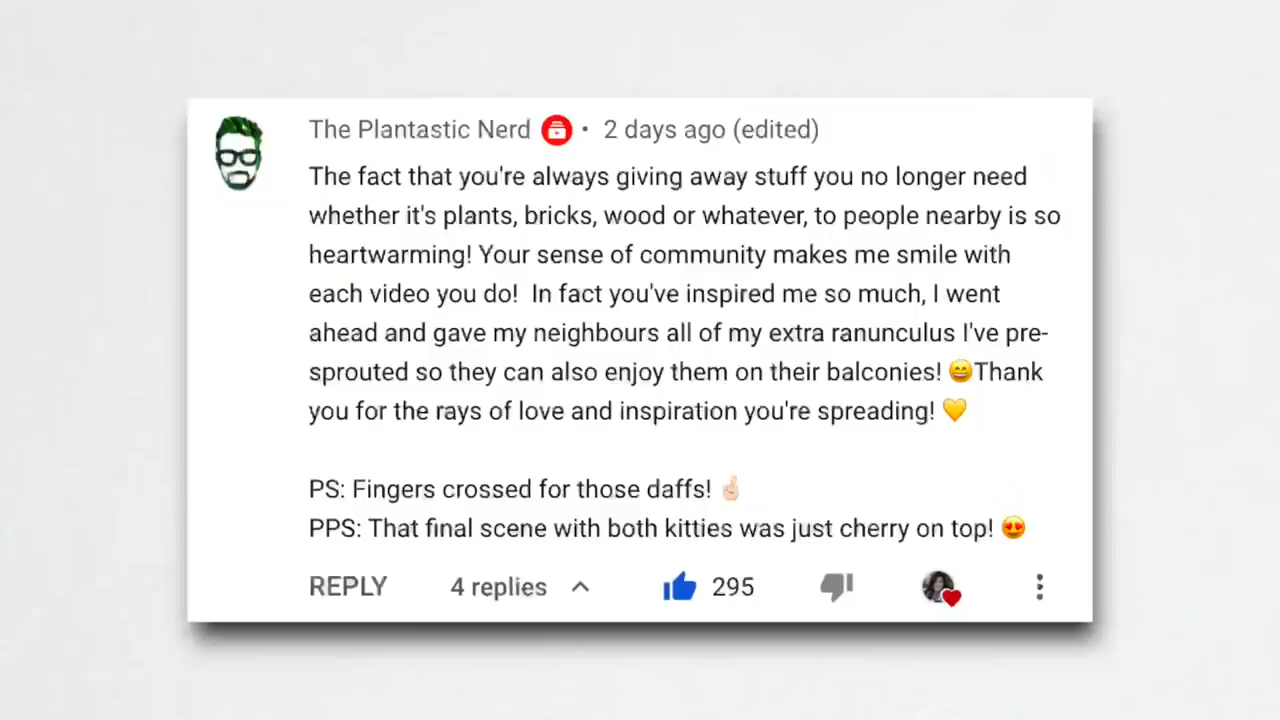 The Plantastic Nerd • 2 days ago (edited)
The fact that you're always giving away stuff you no longer need
whether it's plants, bricks, wood or whatever, to people nearby is so
heartwarming! Your sense of community makes me smile with
each video you do!  In fact you've inspired me so much, I went
ahead and gave my neighbours all of my extra ranunculus I've pre-
sprouted so they can also enjoy them on their balconies! 😄Thank
you for the rays of love and inspiration you're spreading! 💛
PS: Fingers crossed for those daffs! 🤞🏻
PPS: That final scene with both kitties was just cherry on top! 😍
REPLY 4 replies 295